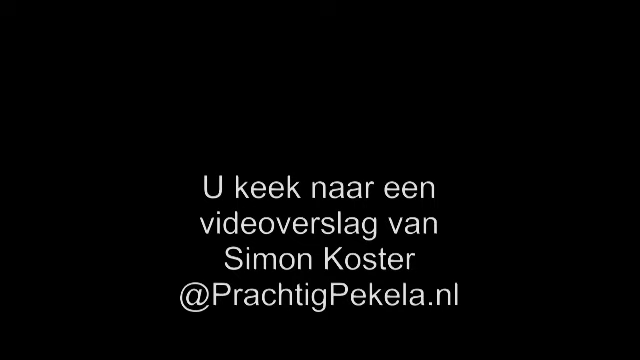 U keek naar een
videoverslag van
Simon Koster
@PrachtigPekela.nl